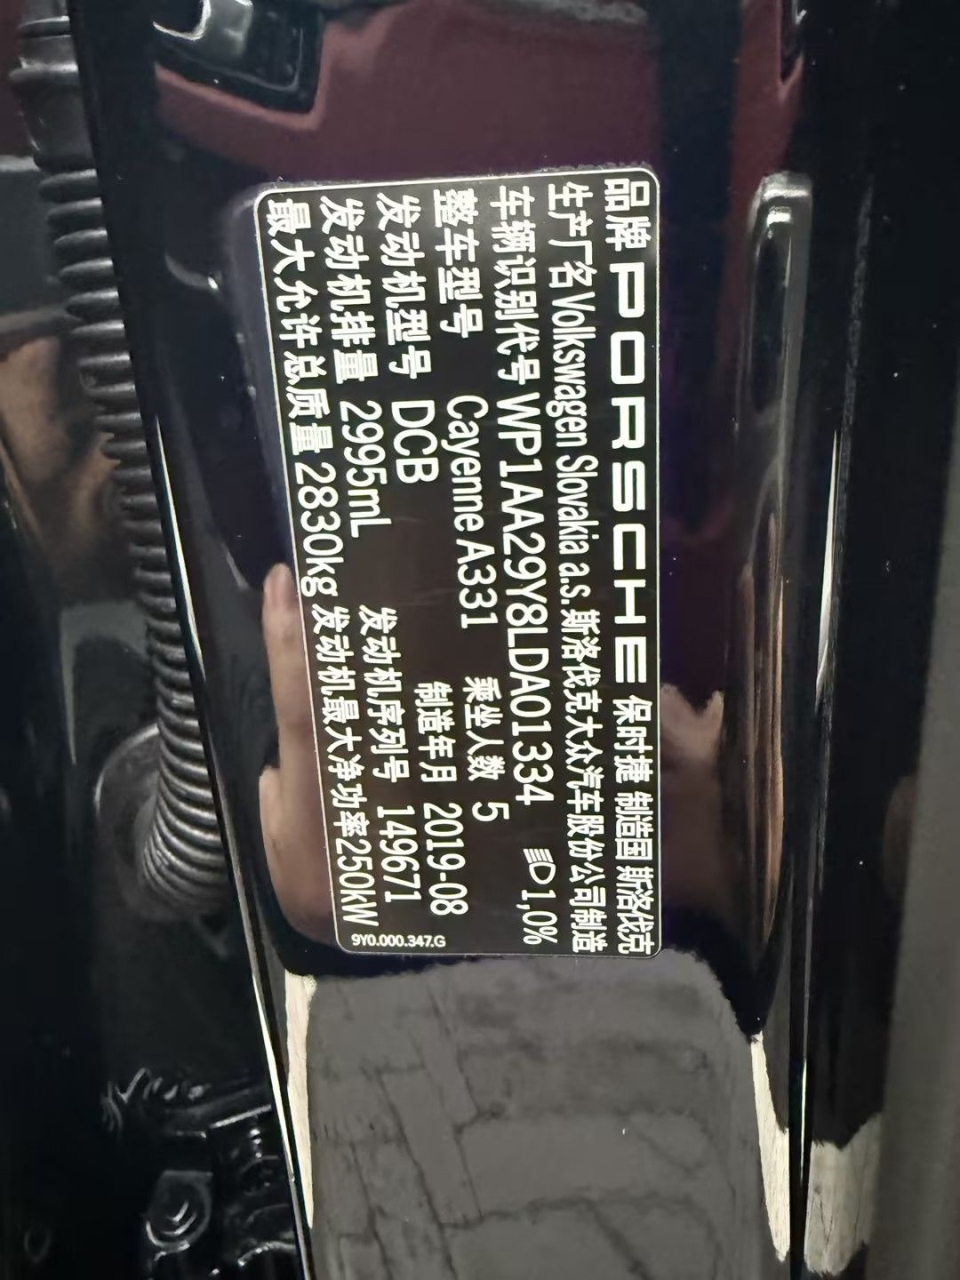 品牌 PORSCHE 保时捷 制造国 斯洛伐克
生产厂名 Volkswagen Slovakia a.s. 斯洛伐克大众汽车股份公司制造
车辆识别代号 WP1AA29Y8LDA01334 1,0%
整车型号 Cayenne A331 乘坐人数 5
发动机型号 DCB 制造年月 2019-08
发动机排量 2995mL 发动机序列号 149671
最大允许总质量 2830kg 发动机最大净功率250kW
9Y0.000.347.G